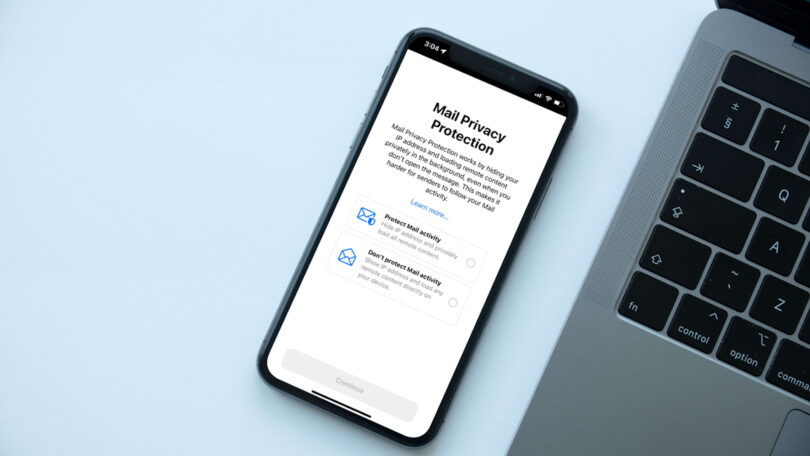 3:04
Mail Privacy
Protection
Mail Privacy Protection works by hiding your
IP address and loading remote content
privately in the background, even when you
don't open the message. This makes it
harder for senders to follow your Mail
activity.
Learn more...
Protect Mail activity
Hide IP address and privately
load all remote content.
Don't protect Mail activity
Show IP address and load any
remote content directly on
your device.
Continue
±
§
!
1
Q
A
~
`
Z
fn
control
option
comma